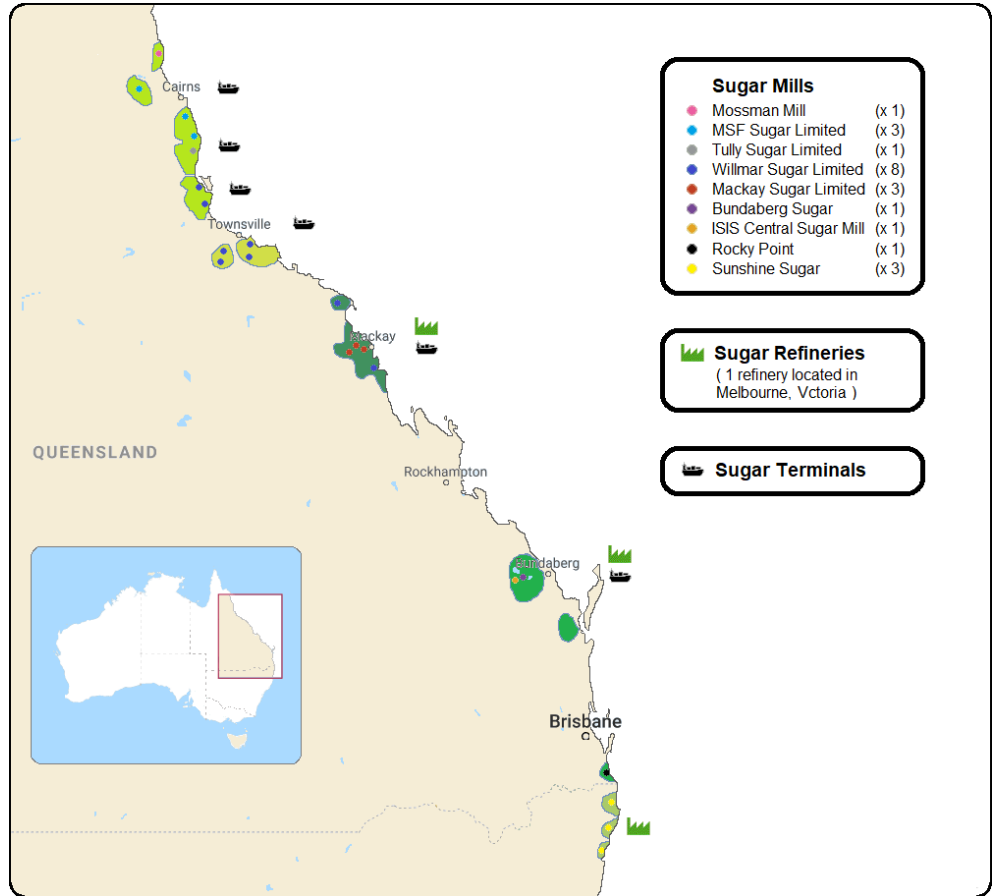 Cairns
Townsville
Mackay
QUEENSLAND
Rockhampton
Bundaberg
Brisbane
Sugar Mills
Mossman Mill (x 1)
MSF Sugar Limited (x 3)
Tully Sugar Limited (x 1)
Willmar Sugar Limited (x 8)
Mackay Sugar Limited (x 3)
Bundaberg Sugar (x 1)
ISIS Central Sugar Mill (x 1)
Rocky Point (x 1)
Sunshine Sugar (x 3)
Sugar Refineries
( 1 refinery located in
Melbourne, Vctoria )
Sugar Terminals